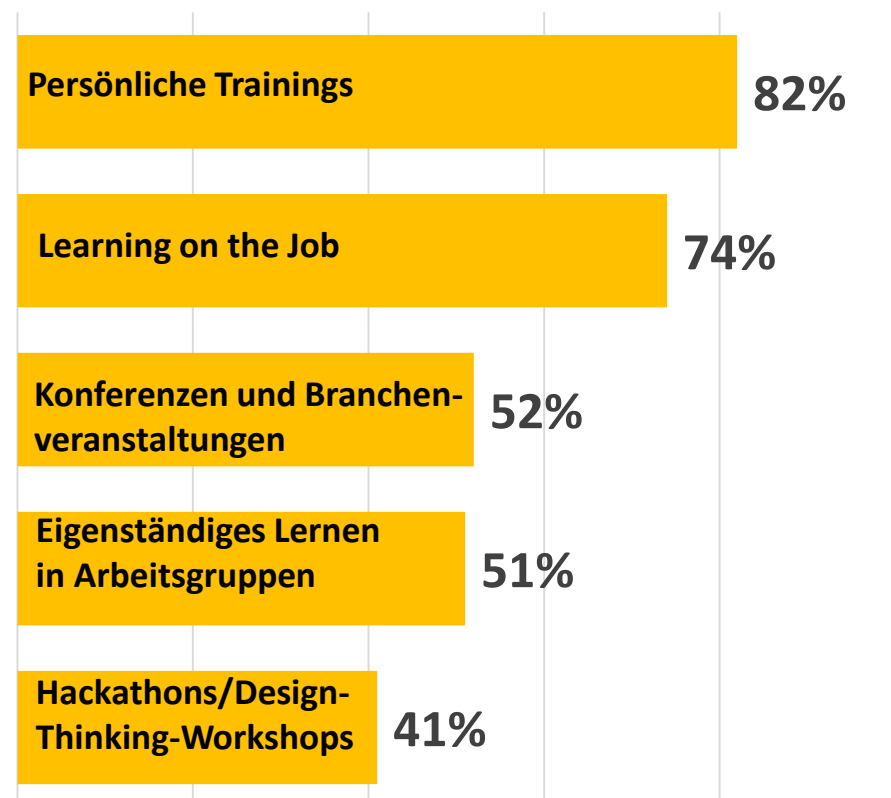 Persönliche Trainings
82%
Learning on the Job
74%
Konferenzen und Branchen-
veranstaltungen
52%
Eigenständiges Lernen
in Arbeitsgruppen
51%
Hackathons/Design-
Thinking-Workshops
41%